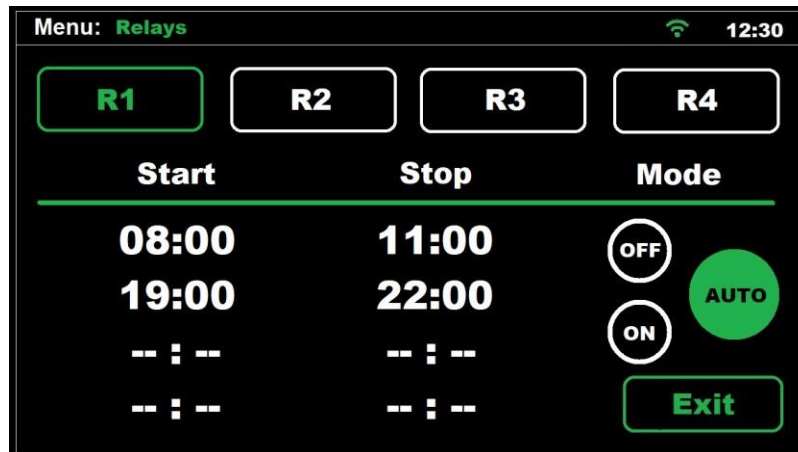 Menu: Relays 12:30
R1 R2 R3 R4
Start Stop Mode
08:00 11:00 OFF
19:00 22:00 AUTO
-- : -- -- : -- ON
-- : -- -- : -- Exit